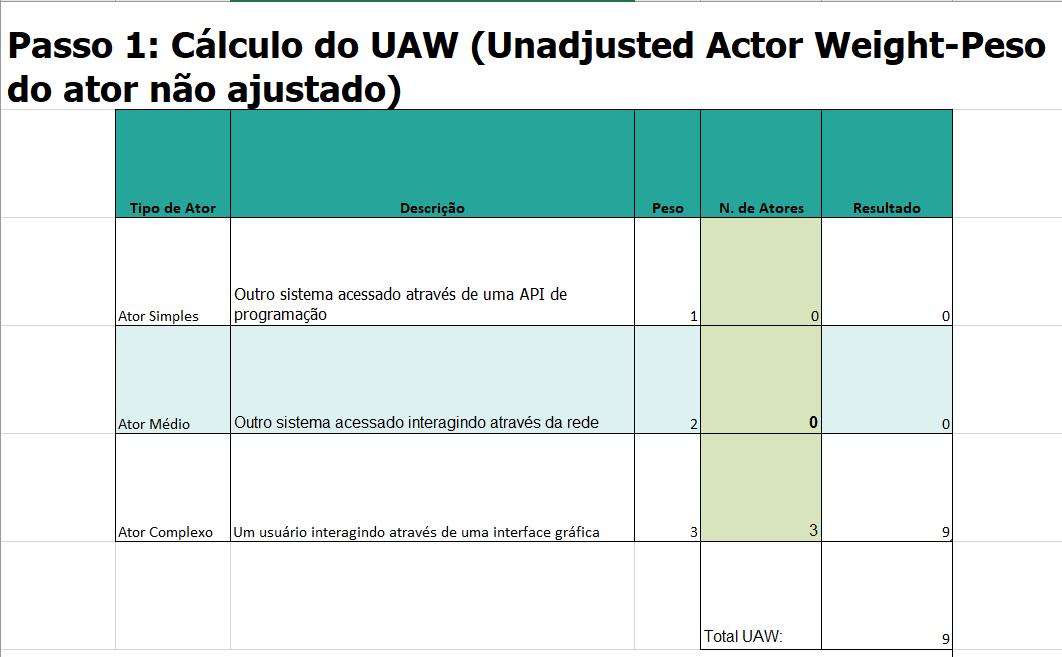 Passo 1: Cálculo do UAW (Unadjusted Actor Weight-Peso
do ator não ajustado)
Tipo de Ator Descrição Peso N. de Atores Resultado
Outro sistema acessado através de uma API de
Ator Simples programação 1 0 0
Ator Médio Outro sistema acessado interagindo através da rede 2 0 0
Ator Complexo Um usuário interagindo através de uma interface gráfica 3 3 9
Total UAW: 9